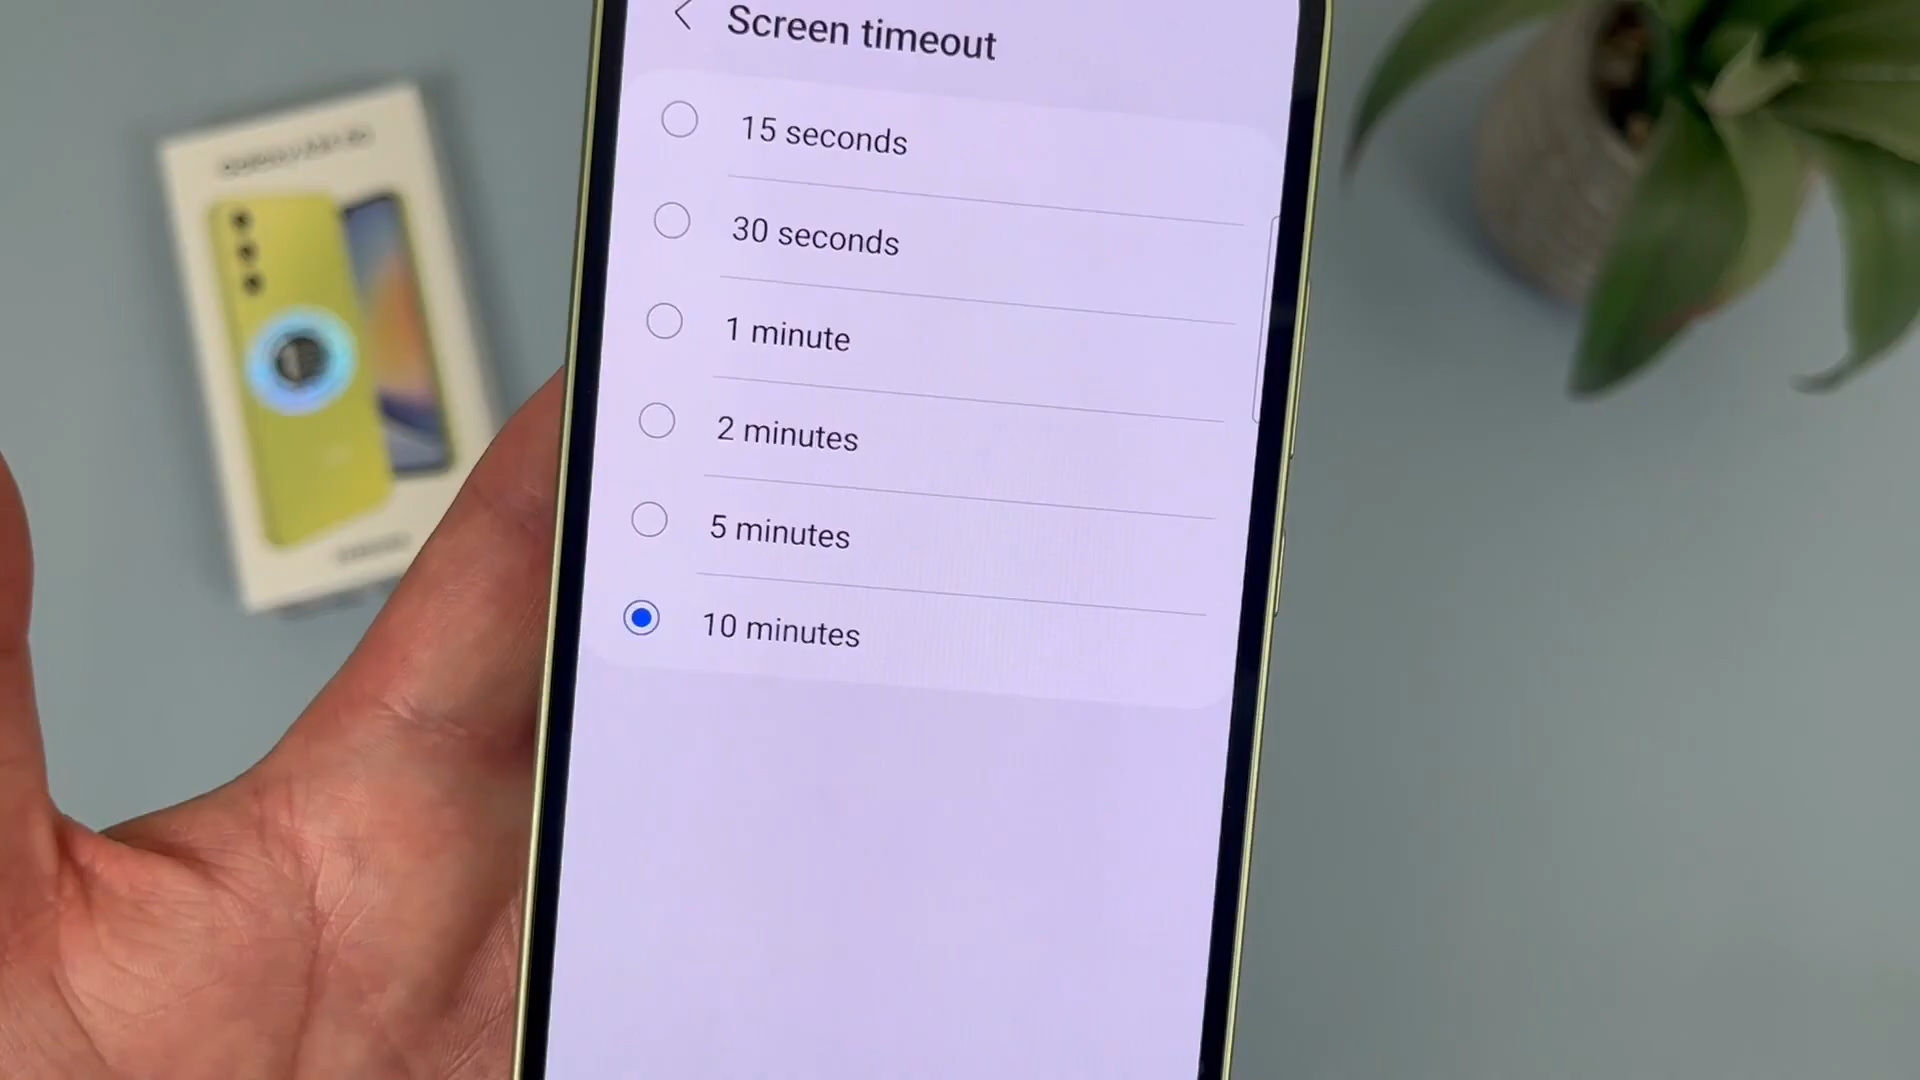 Screen timeout
15 seconds
30 seconds
1 minute
2 minutes
5 minutes
10 minutes